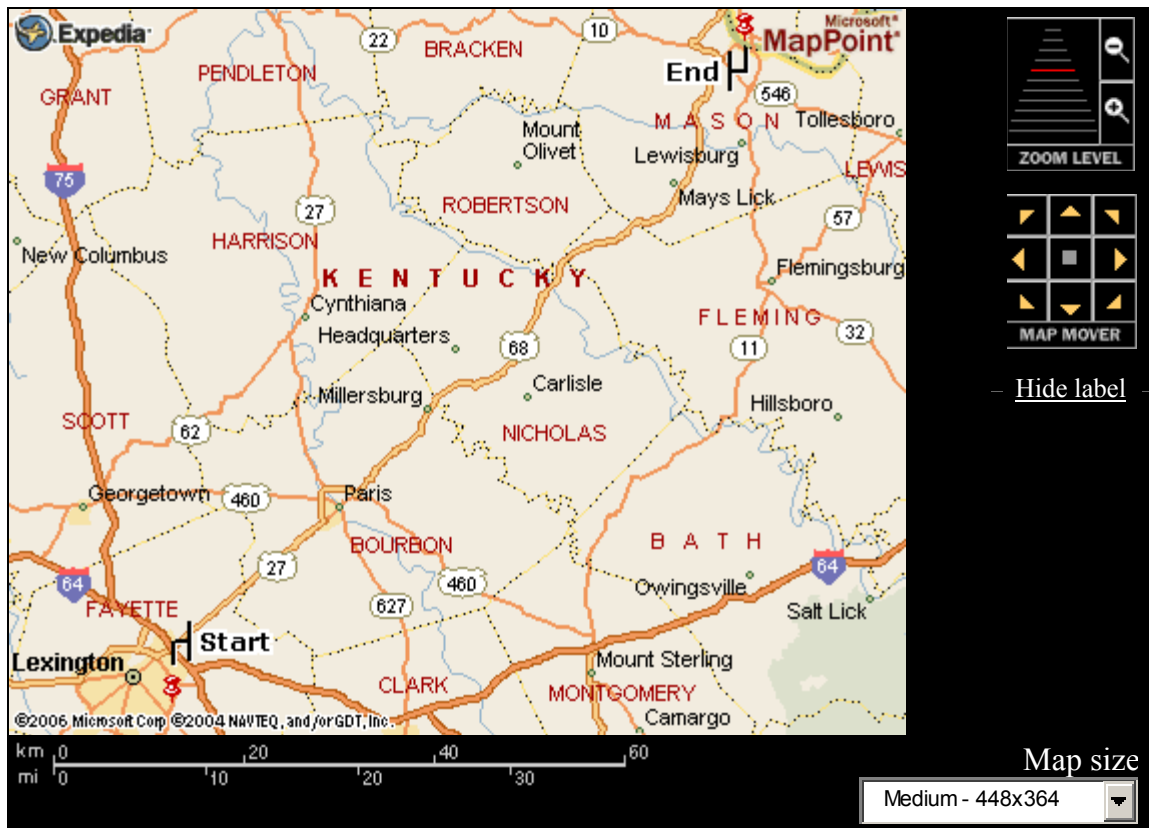 Expedia
Microsoft®
MapPoint®
22
10
BRACKEN
PENDLETON
End
GRANT
546
MASON
Tollesboro
Mount
Olivet
Lewisburg
LEWIS
75
Mays Lick
27
ROBERTSON
57
HARRISON
New Columbus
KENTUCKY
Flemingsburg
Cynthiana
FLEMING
Headquarters
32
68
11
Carlisle
Millersburg
Hillsboro
SCOTT
62
NICHOLAS
Georgetown
460
Paris
BOURBON
BATH
27
64
64
460
Owingsville
FAYETTE
627
Salt Lick
Start
Lexington
Mount Sterling
CLARK
MONTGOMERY
©2006 Microsoft Corp ©2004 NAVTEQ, and/or GDT, Inc.
Camargo
km 0 20 40 60
mi 0 10 20 30
ZOOM LEVEL
MAP MOVER
Hide label
Map size
Medium - 448x364